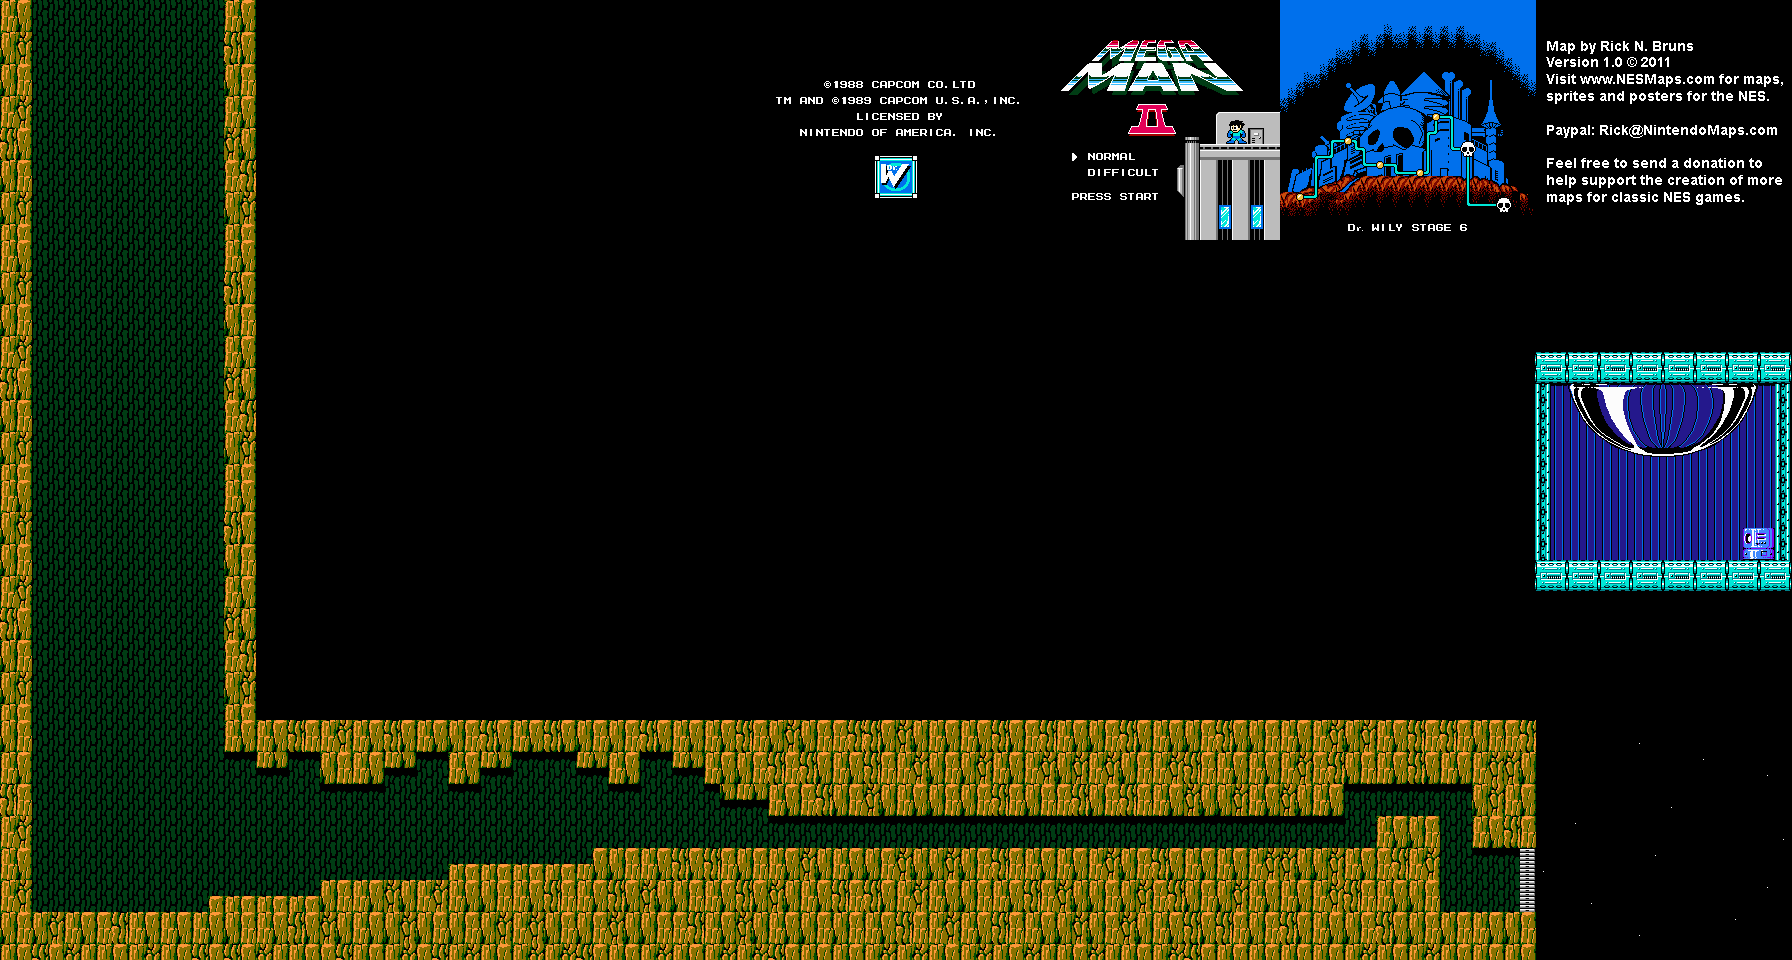 ©1988 CAPCOM CO.LTD
TM AND ©1989 CAPCOM U.S.A.,INC.
LICENSED BY
NINTENDO OF AMERICA. INC.
Dr. W
MEGA
MAN
II
NORMAL
DIFFICULT
PRESS START
Dr. WILY STAGE 6
Map by Rick N. Bruns
Version 1.0 © 2011
Visit www.NESMaps.com for maps,
sprites and posters for the NES.
Paypal: Rick@NintendoMaps.com
Feel free to send a donation to
help support the creation of more
maps for classic NES games.